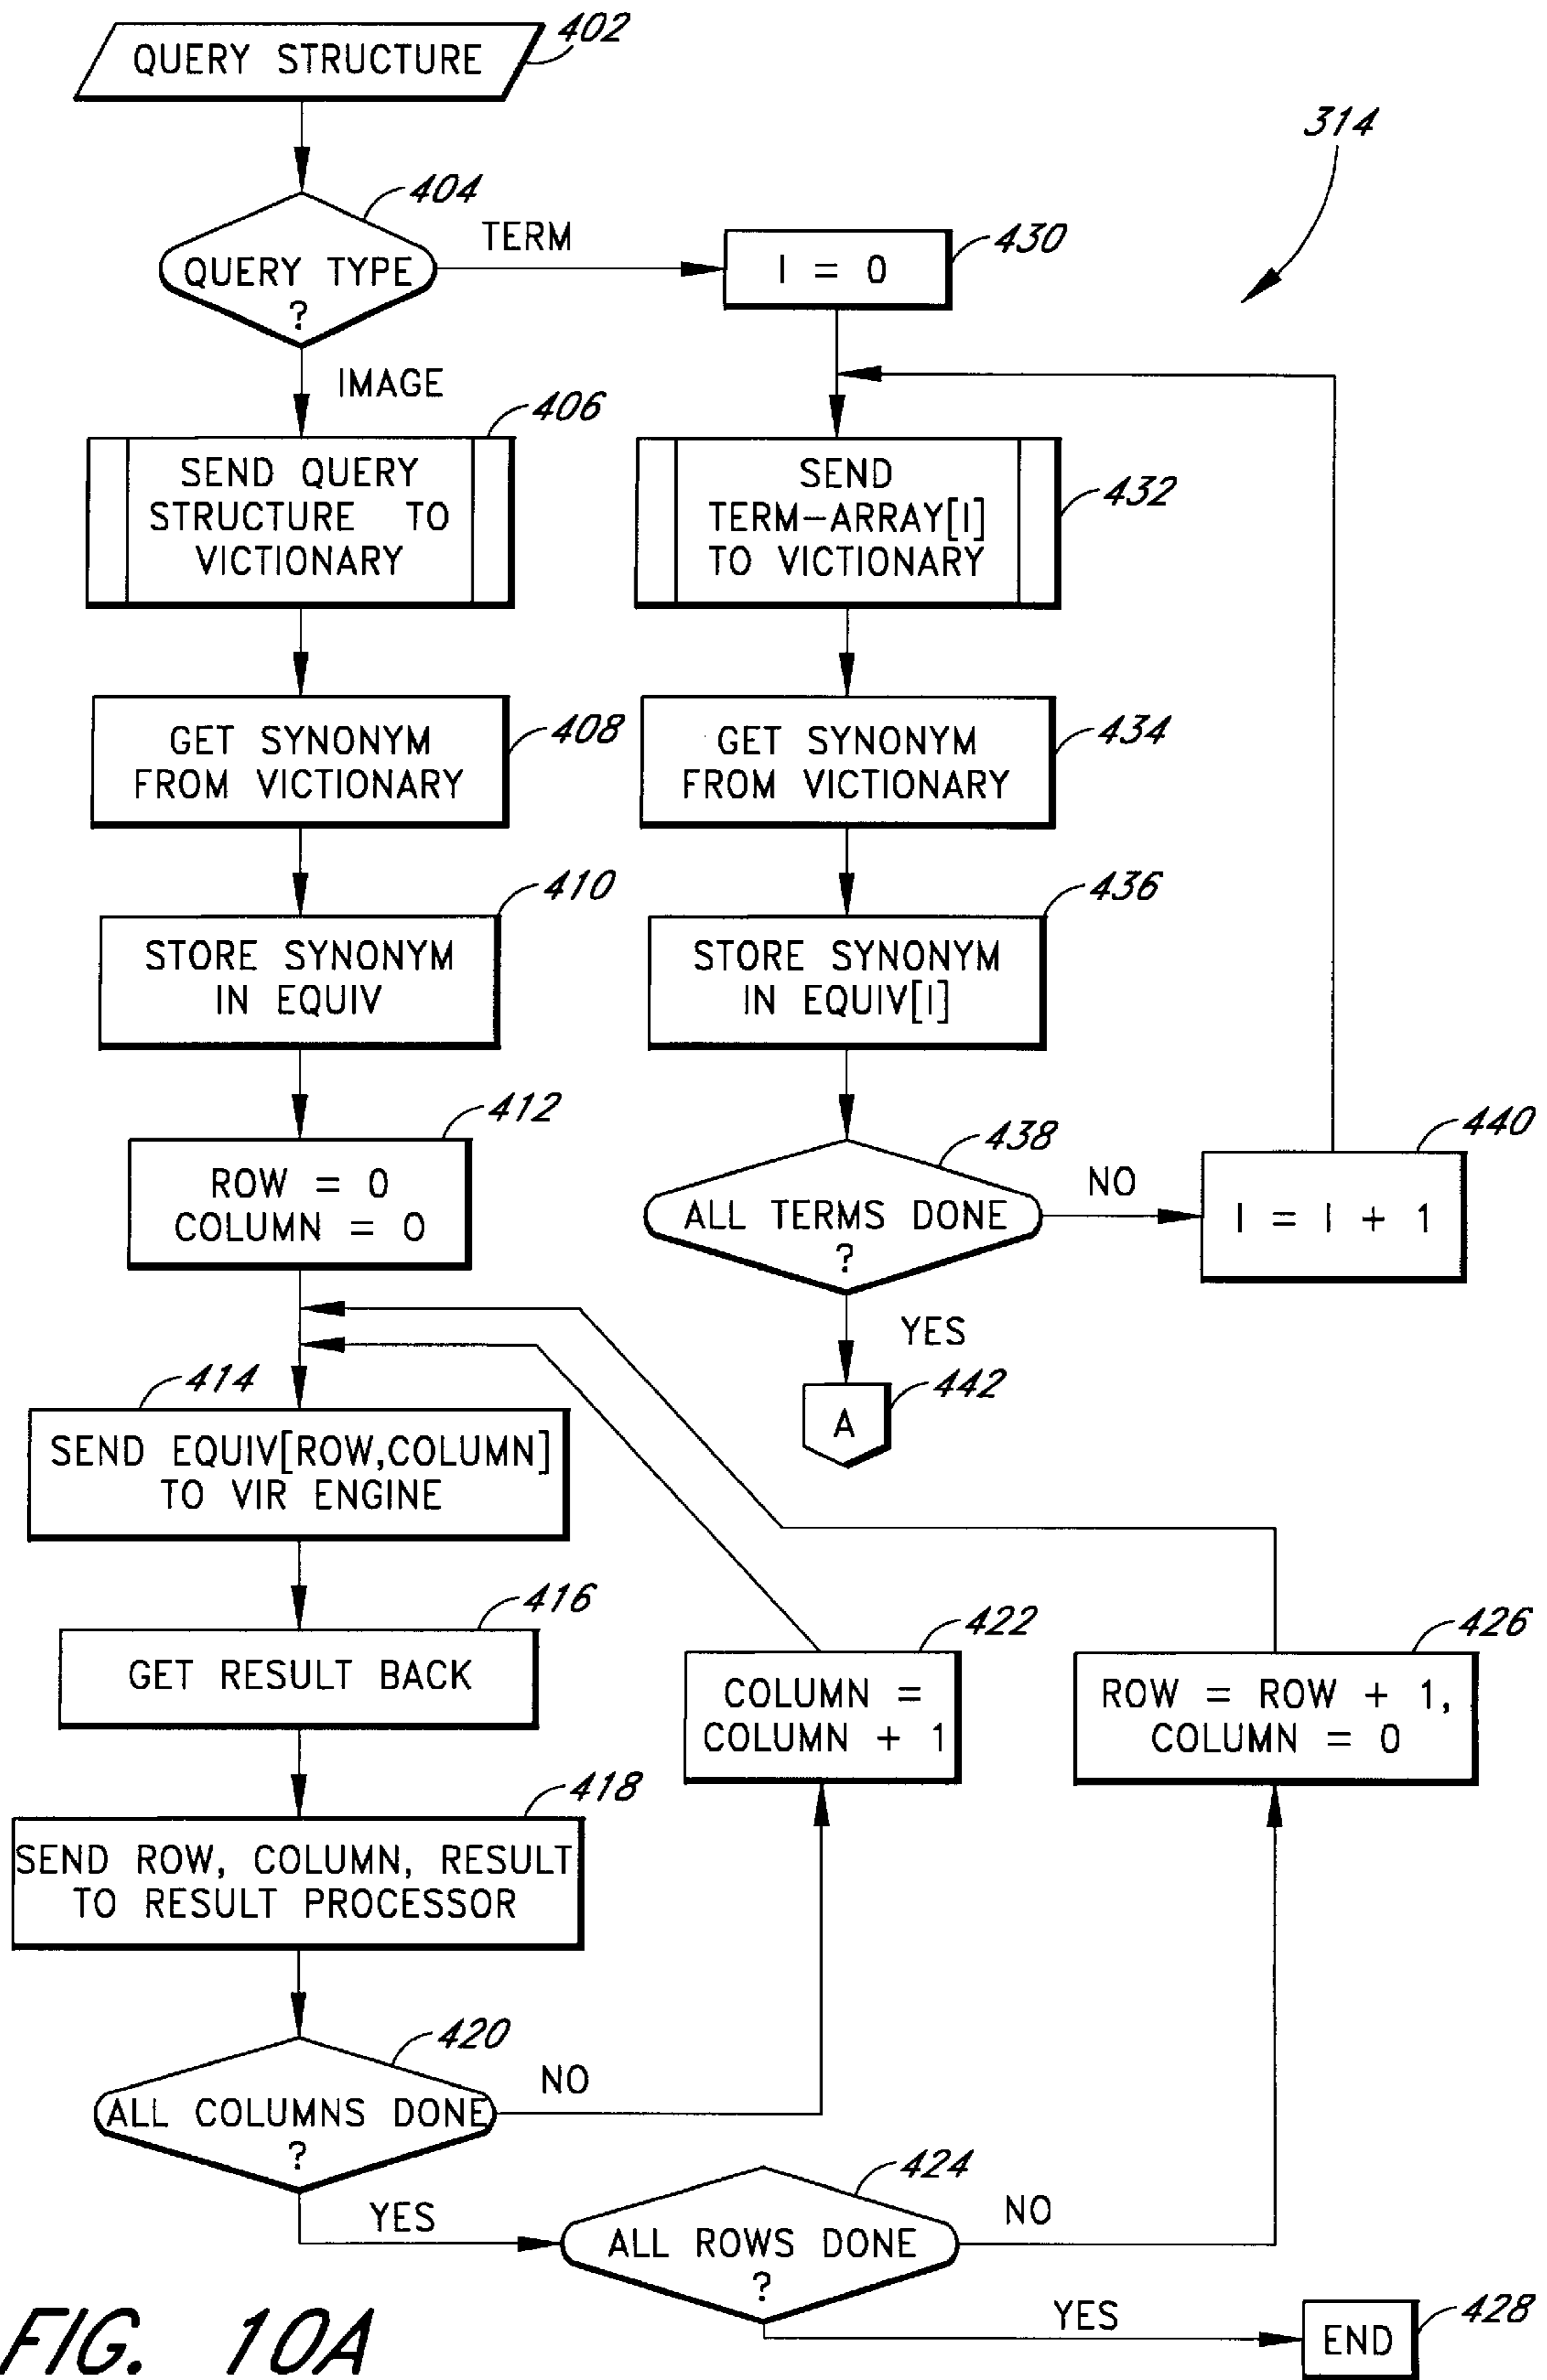 QUERY STRUCTURE
402
314
404
TERM
QUERY TYPE
?
I = 0
430
IMAGE
406
SEND QUERY
STRUCTURE TO
VICTIONARY
SEND
TERM-ARRAY[I]
TO VICTIONARY
432
GET SYNONYM
FROM VICTIONARY
408
GET SYNONYM
FROM VICTIONARY
434
410
STORE SYNONYM
IN EQUIV
436
STORE SYNONYM
IN EQUIV[I]
412
ROW = 0
COLUMN = 0
438
ALL TERMS DONE
?
NO
440
I = I + 1
YES
A
442
414
SEND EQUIV[ROW,COLUMN]
TO VIR ENGINE
416
GET RESULT BACK
422
COLUMN =
COLUMN + 1
426
ROW = ROW + 1,
COLUMN = 0
418
SEND ROW, COLUMN, RESULT
TO RESULT PROCESSOR
420
ALL COLUMNS DONE
?
NO
YES
424
ALL ROWS DONE
?
NO
YES
END
428
FIG. 10A